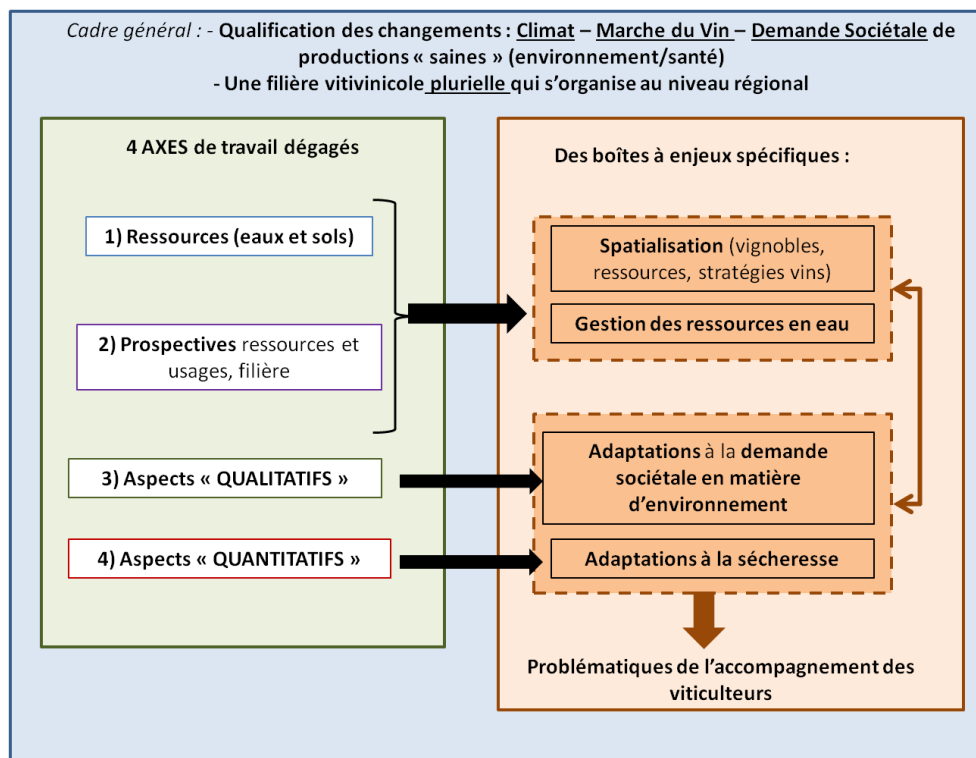 Cadre général : - Qualification des changements : Climat – Marche du Vin – Demande Sociétale de
productions « saines » (environnement/santé)
- Une filière vitivinicole plurielle qui s’organise au niveau régional
4 AXES de travail dégagés
1) Ressources (eaux et sols)
2) Prospectives ressources et
usages, filière
3) Aspects « QUALITATIFS »
4) Aspects « QUANTITATIFS »
Des boîtes à enjeux spécifiques :
Spatialisation (vignobles,
ressources, stratégies vins)
Gestion des ressources en eau
Adaptations à la demande
sociétale en matière
d’environnement
Adaptations à la sécheresse
Problématiques de l’accompagnement des
viticulteurs